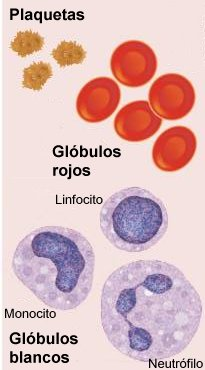 Plaquetas
Glóbulos
rojos
Linfocito
Monocito
Glóbulos
blancos
Neutrófilo